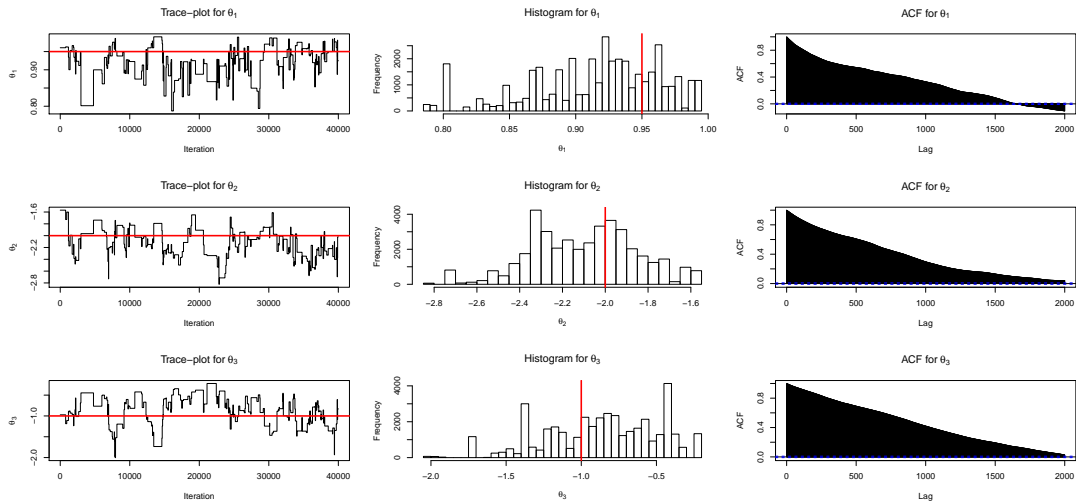 Trace−plot for θ1
Histogram for θ1
ACF for θ1
θ1
0.80
0.90
0 10000 20000 30000 40000
Iteration
Frequency
0 2000
0.80 0.85 0.90 0.95 1.00
θ1
ACF
0.0 0.4 0.8
0 500 1000 1500 2000
Lag
Trace−plot for θ2
Histogram for θ2
ACF for θ2
θ2
−2.8 −2.2 −1.6
0 10000 20000 30000 40000
Iteration
Frequency
0 2000 4000
−2.8 −2.6 −2.4 −2.2 −2.0 −1.8 −1.6
θ2
ACF
0.0 0.4 0.8
0 500 1000 1500 2000
Lag
Trace−plot for θ3
Histogram for θ3
ACF for θ3
θ3
−2.0 −1.0
0 10000 20000 30000 40000
Iteration
Frequency
0 2000 4000
−2.0 −1.5 −1.0 −0.5
θ3
ACF
0.0 0.4 0.8
0 500 1000 1500 2000
Lag